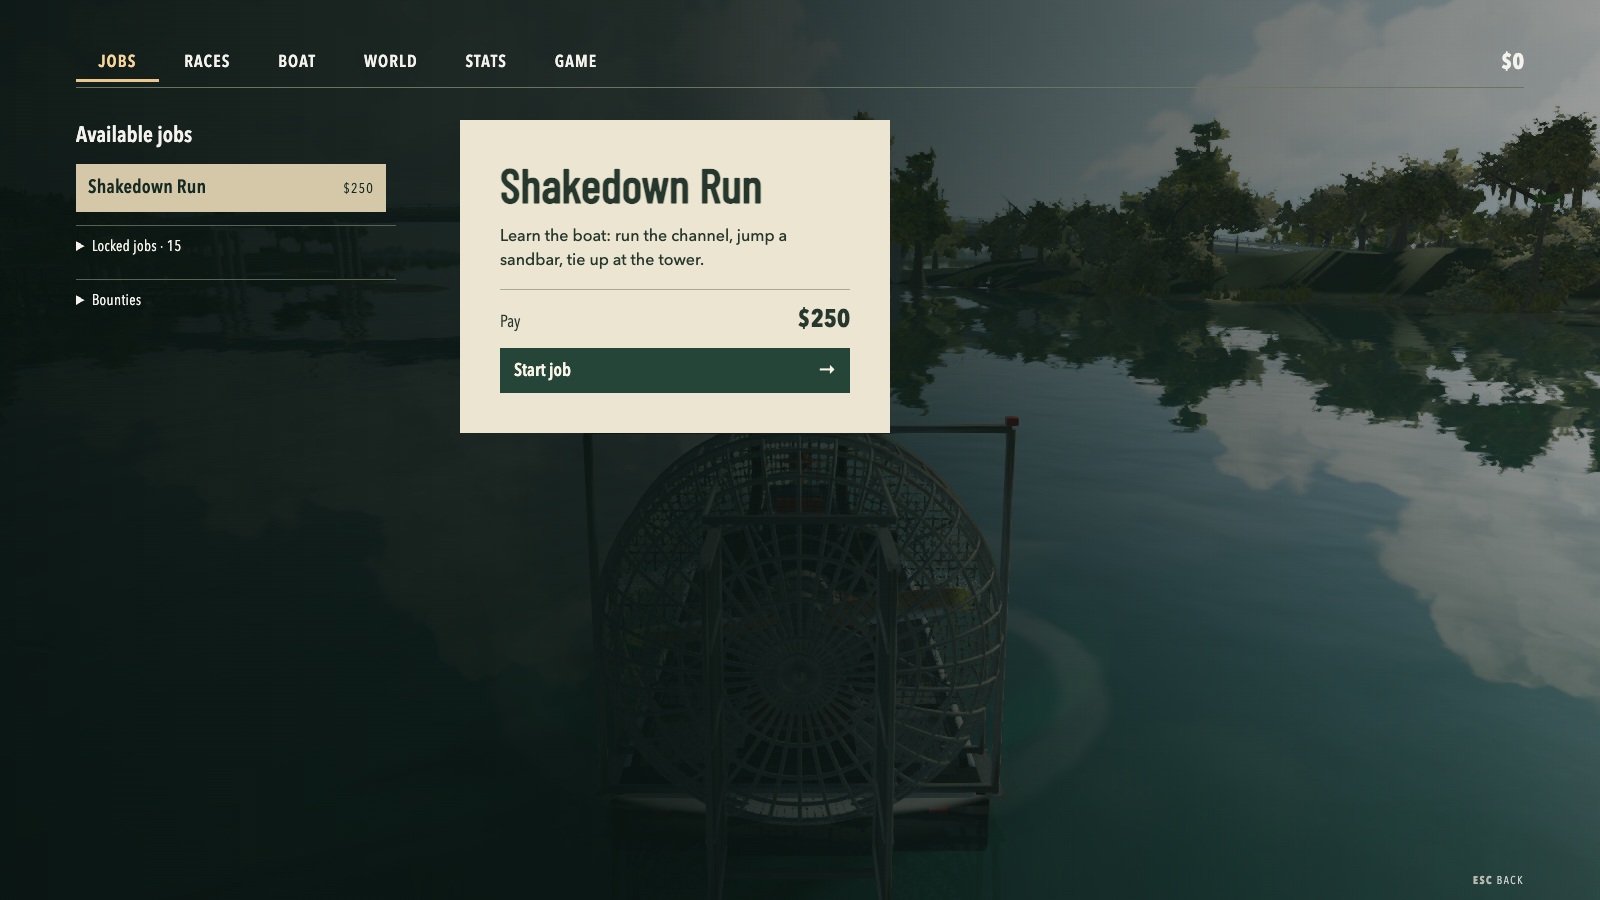 JOBS RACES BOAT WORLD STATS GAME $0
Available jobs
Shakedown Run $250
Locked jobs · 15
Bounties
Shakedown Run
Learn the boat: run the channel, jump a
sandbar, tie up at the tower.
Pay $250
Start job →
ESC BACK